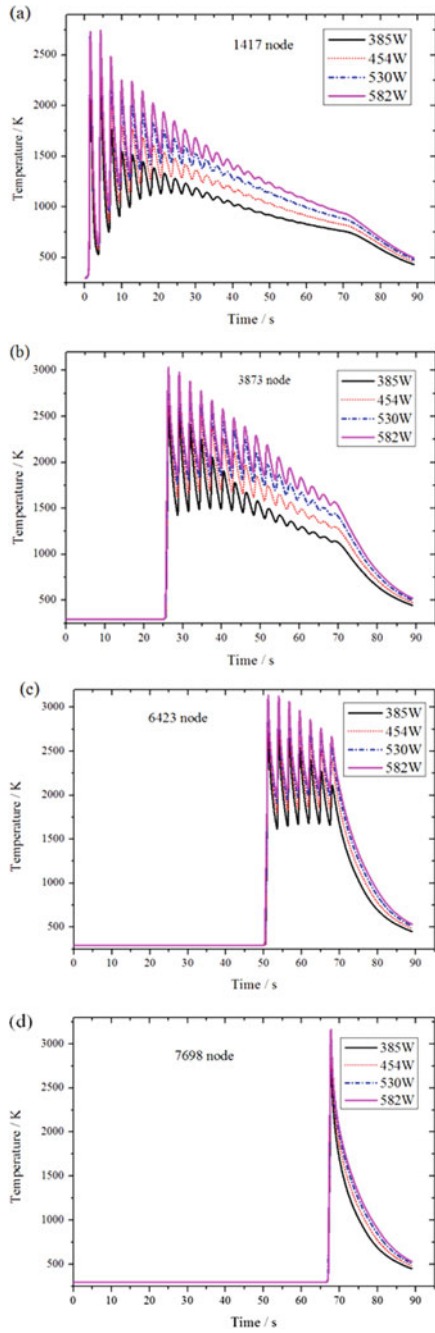 (a)
1417 node
385W
454W
530W
582W
2500
2000
1500
1000
500
Temperature / K
0 10 20 30 40 50 60 70 80 90
Time / s
(b)
3873 node
385W
454W
530W
582W
3000
2500
2000
1500
1000
500
Temperature / K
0 10 20 30 40 50 60 70 80 90
Time / s
(c)
6423 node
385W
454W
530W
582W
3000
2500
2000
1500
1000
500
Temperature / K
0 10 20 30 40 50 60 70 80 90
Time / s
(d)
7698 node
385W
454W
530W
582W
3000
2500
2000
1500
1000
500
Temperature / K
0 10 20 30 40 50 60 70 80 90
Time / s